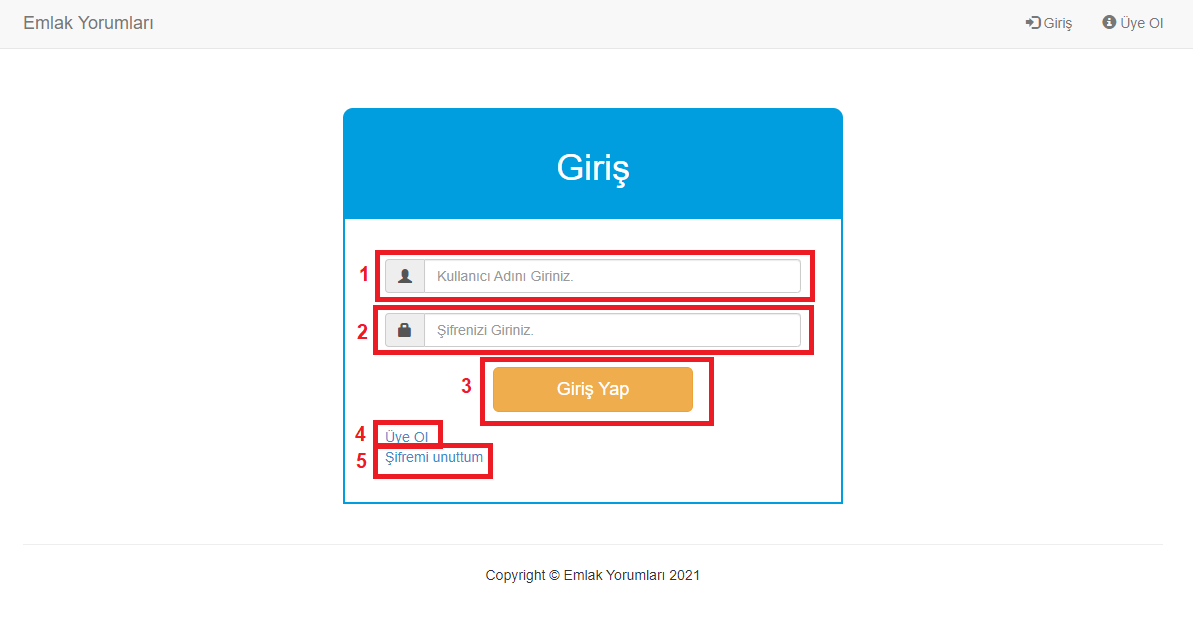 Emlak Yorumları
Giriş
Üye Ol
Giriş
1
Kullanıcı Adını Giriniz.
2
Şifrenizi Giriniz.
3
Giriş Yap
4
Üye Ol
5
Şifremi unuttum
Copyright © Emlak Yorumları 2021